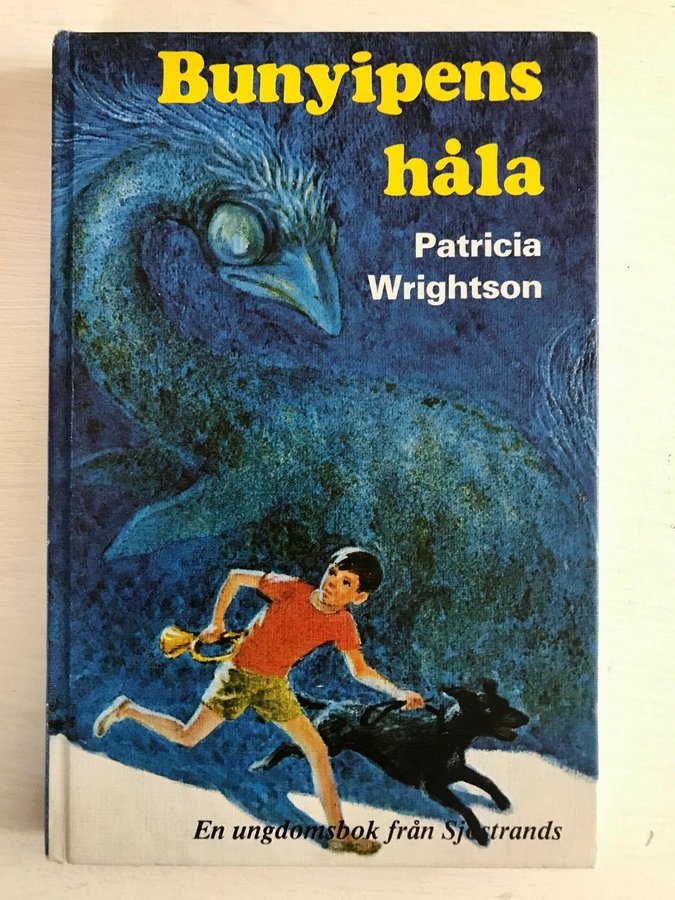 Bunyipens
håla
Patricia
Wrightson
En ungdomsbok från Sjöstrands